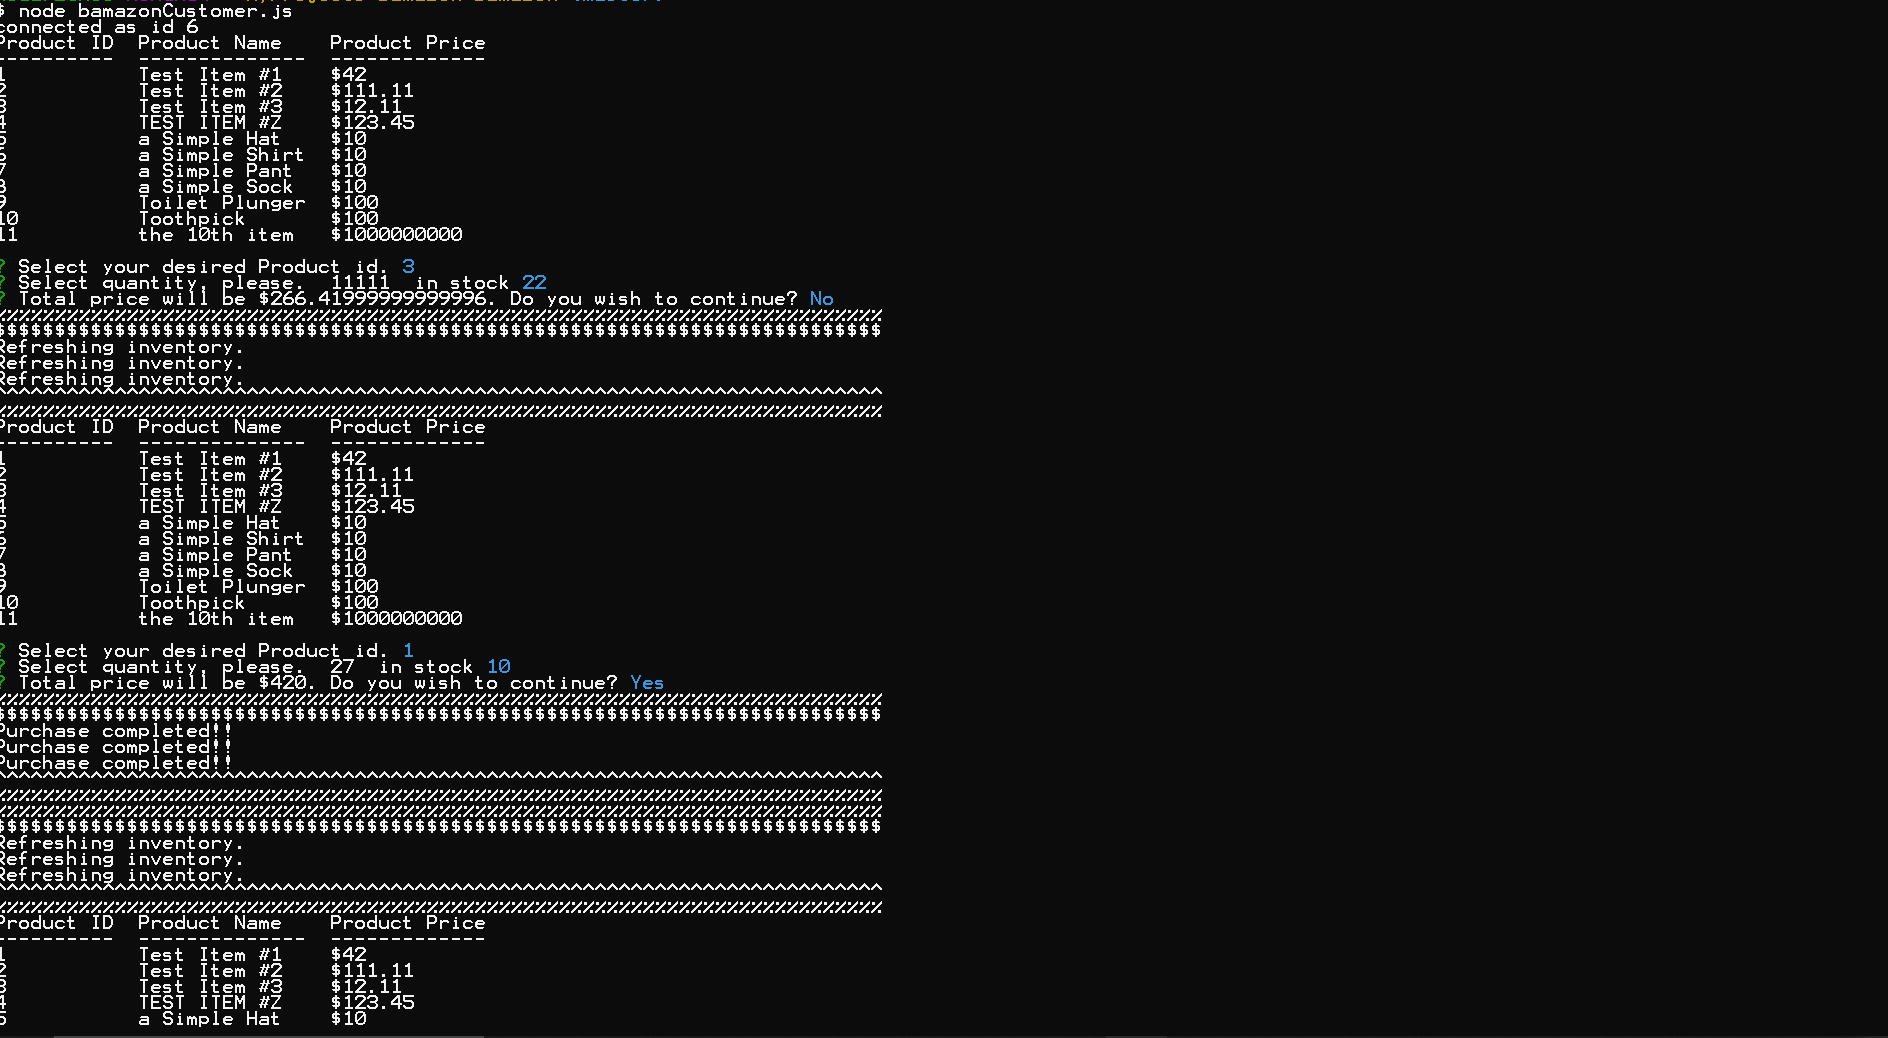 $ node bamazonCustomer.js
connected as id 6
Product ID  Product Name    Product Price
----------  --------------  -------------
1           Test Item #1    $42
2           Test Item #2    $111.11
3           Test Item #3    $12.11
4           TEST ITEM #Z    $123.45
5           a Simple Hat    $10
6           a Simple Shirt  $10
7           a Simple Pant   $10
8           a Simple Sock   $10
9           Toilet Plunger  $100
10          Toothpick       $100
11          the 10th item   $1000000000
? Select your desired Product id. 3
? Select quantity, please.  11111  in stock 22
? Total price will be $266.41999999999996. Do you wish to continue? No
Refreshing inventory.
Refreshing inventory.
Refreshing inventory.
Product ID  Product Name    Product Price
----------  --------------  -------------
1           Test Item #1    $42
2           Test Item #2    $111.11
3           Test Item #3    $12.11
4           TEST ITEM #Z    $123.45
5           a Simple Hat    $10
6           a Simple Shirt  $10
7           a Simple Pant   $10
8           a Simple Sock   $10
9           Toilet Plunger  $100
10          Toothpick       $100
11          the 10th item   $1000000000
? Select your desired Product id. 1
? Select quantity, please.  27  in stock 10
? Total price will be $420. Do you wish to continue? Yes
Purchase completed!!
Purchase completed!!
Purchase completed!!
Refreshing inventory.
Refreshing inventory.
Refreshing inventory.
Product ID  Product Name    Product Price
----------  --------------  -------------
1           Test Item #1    $42
2           Test Item #2    $111.11
3           Test Item #3    $12.11
4           TEST ITEM #Z    $123.45
5           a Simple Hat    $10